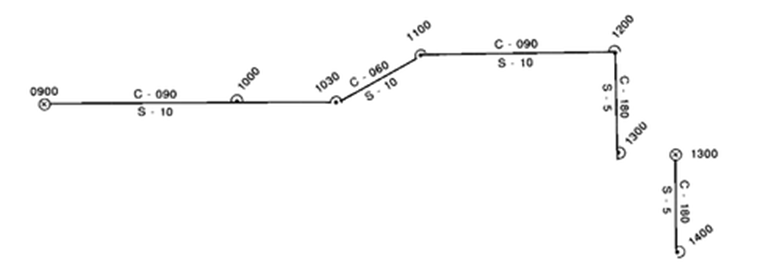 0900
C - 090
S - 10
1000
1030
C - 060
S - 10
1100
C - 090
S - 10
1200
C - 180
S - 5
1300
1300
C - 180
S - 5
1400